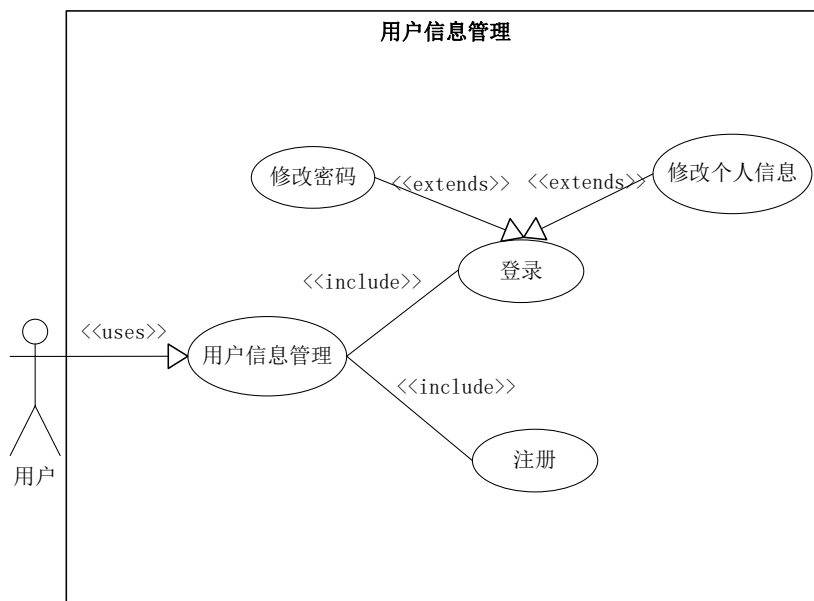 用户信息管理
修改密码
<<extends>>
<<extends>>
修改个人信息
登录
<<include>>
<<uses>>
用户信息管理
<<include>>
注册
用户